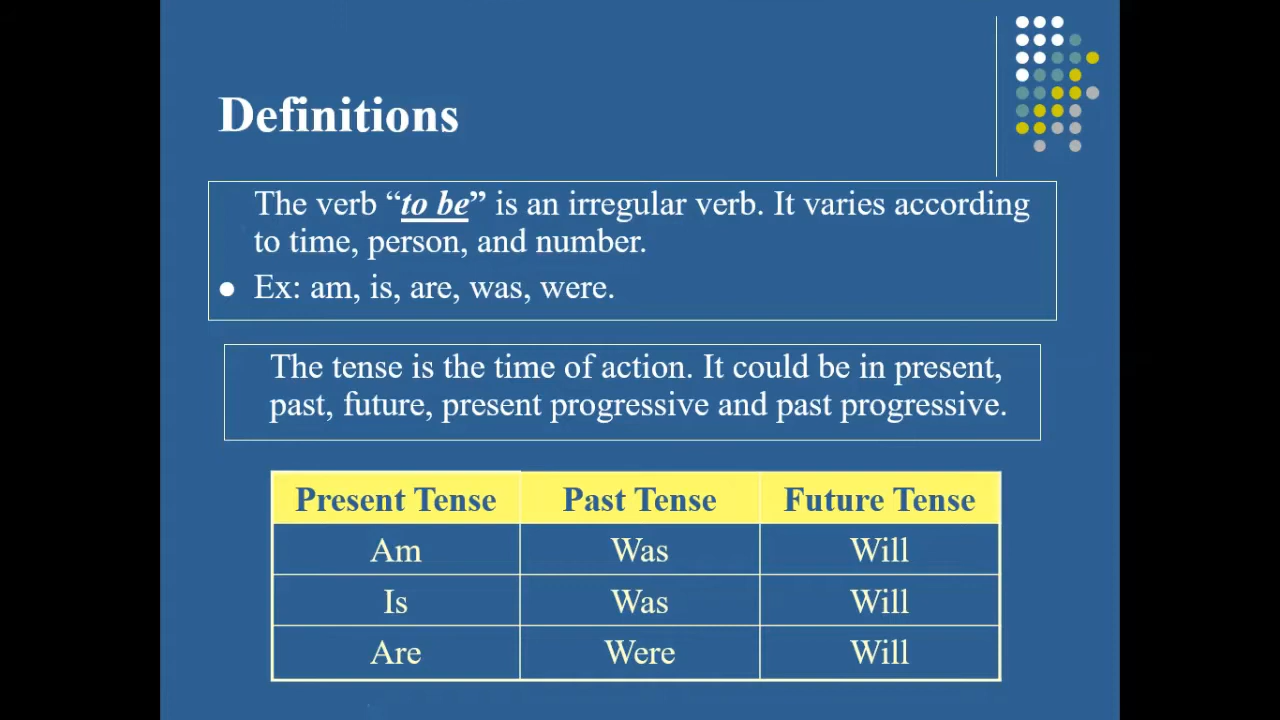 Definitions
The verb “to be” is an irregular verb. It varies according
to time, person, and number.
● Ex: am, is, are, was, were.
The tense is the time of action. It could be in present,
past, future, present progressive and past progressive.
Present Tense Past Tense Future Tense
Am Was Will
Is Was Will
Are Were Will